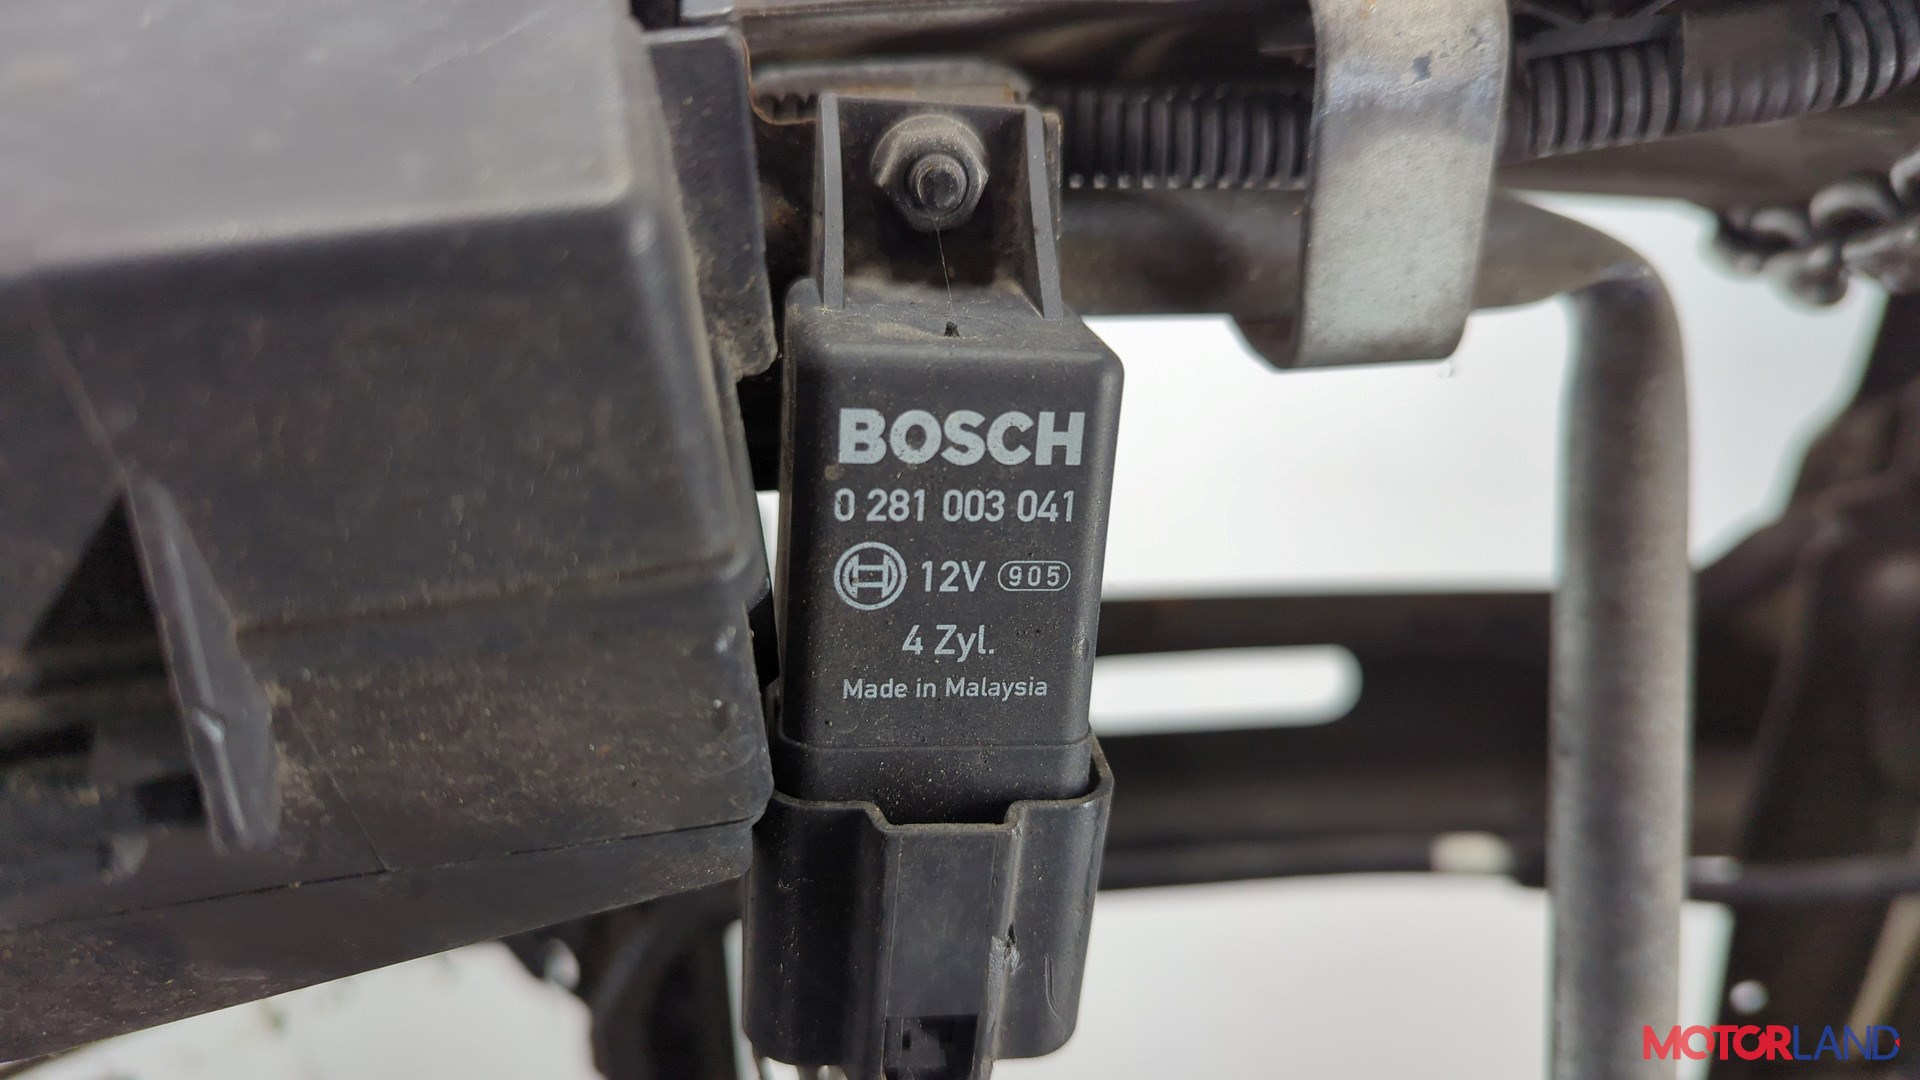 BOSCH
0 281 003 041
12V 905
4 Zyl.
Made in Malaysia
MOTORLAND